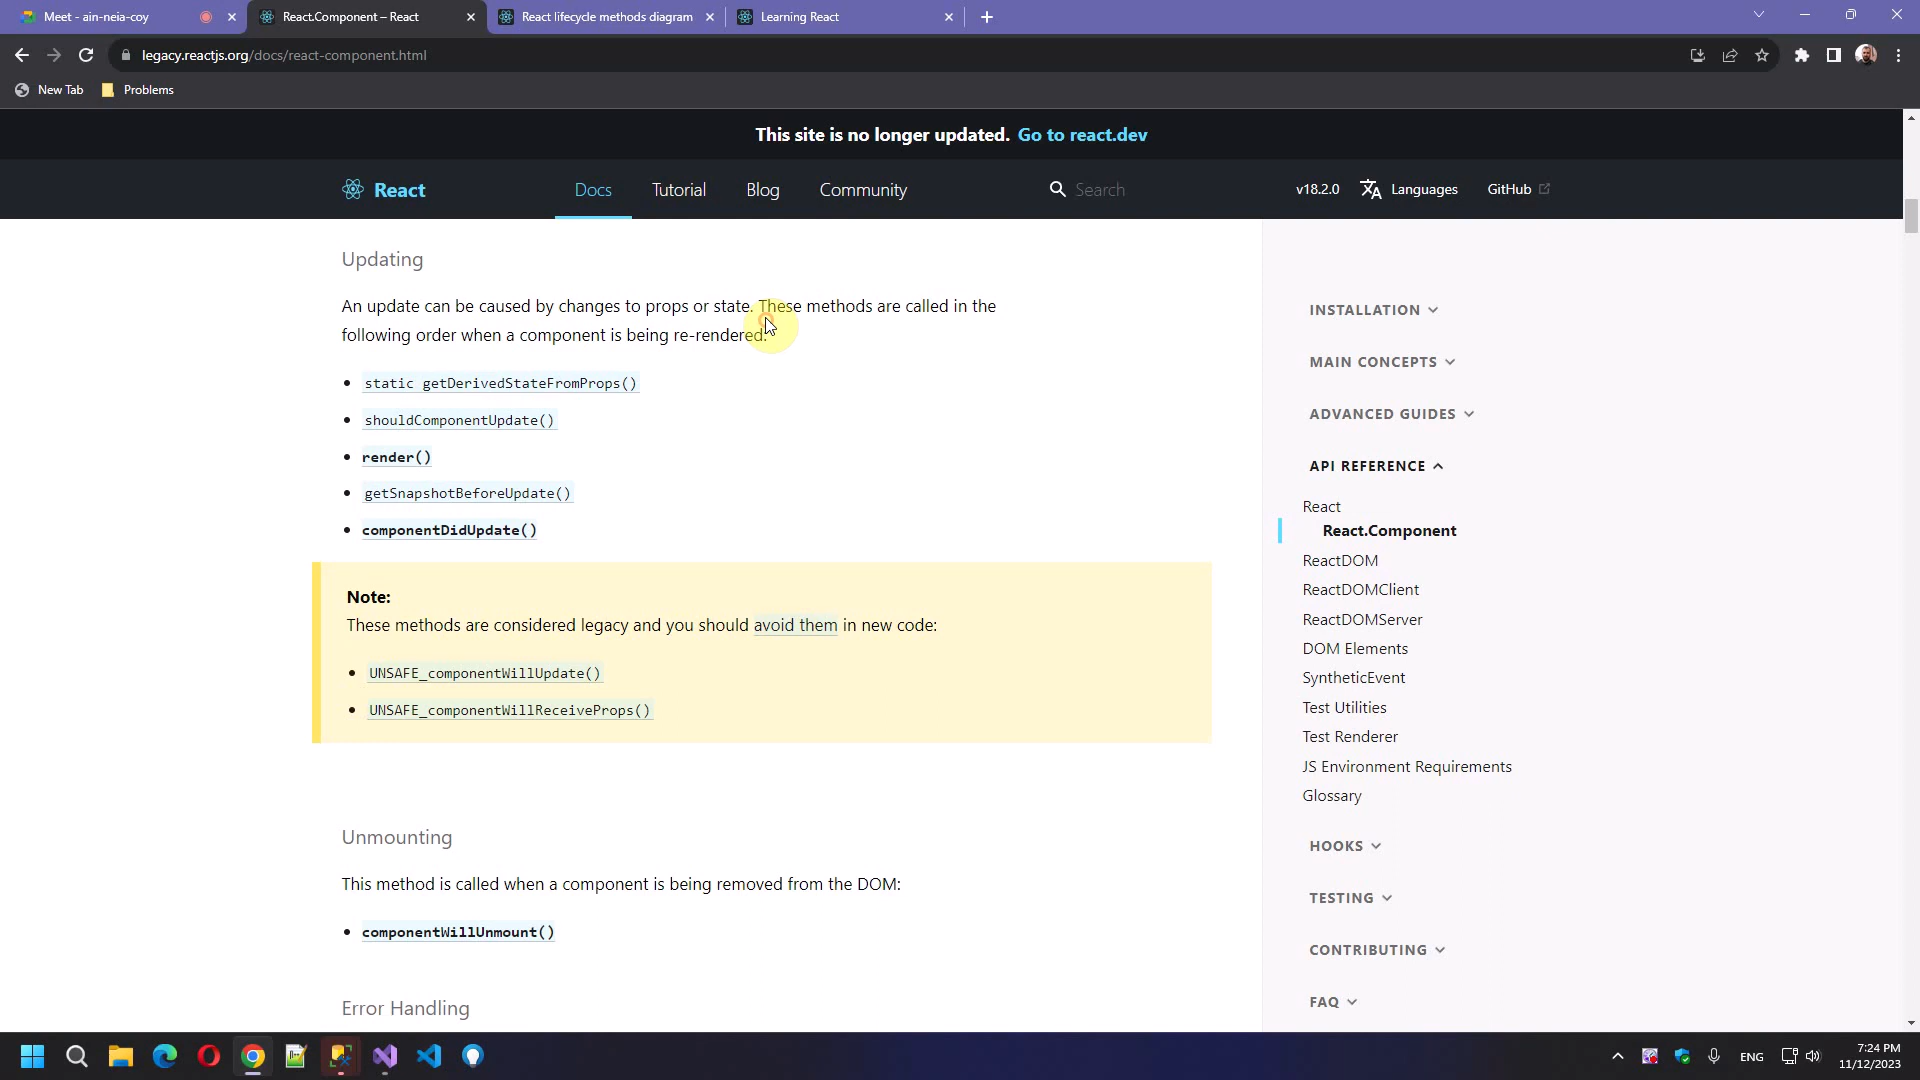 Meet - ain-neia-coy
React.Component – React
React lifecycle methods diagram
Learning React
legacy.reactjs.org/docs/react-component.html
New Tab
Problems
This site is no longer updated. Go to react.dev
React
Docs
Tutorial
Blog
Community
Search
v18.2.0
Languages
GitHub
Updating
An update can be caused by changes to props or state. These methods are called in the
following order when a component is being re-rendered:
static getDerivedStateFromProps()
shouldComponentUpdate()
render()
getSnapshotBeforeUpdate()
componentDidUpdate()
Note:
These methods are considered legacy and you should avoid them in new code:
UNSAFE_componentWillUpdate()
UNSAFE_componentWillReceiveProps()
Unmounting
This method is called when a component is being removed from the DOM:
componentWillUnmount()
Error Handling
INSTALLATION
MAIN CONCEPTS
ADVANCED GUIDES
API REFERENCE
React
React.Component
ReactDOM
ReactDOMClient
ReactDOMServer
DOM Elements
SyntheticEvent
Test Utilities
Test Renderer
JS Environment Requirements
Glossary
HOOKS
TESTING
CONTRIBUTING
FAQ
ENG
7:24 PM
11/12/2023